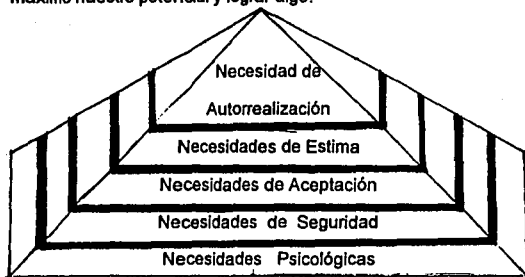 máximo nuestro potencial y lograr algo.
Necesidad de
Autorrealización
Necesidades de Estima
Necesidades de Aceptación
Necesidades de Seguridad
Necesidades Psicológicas